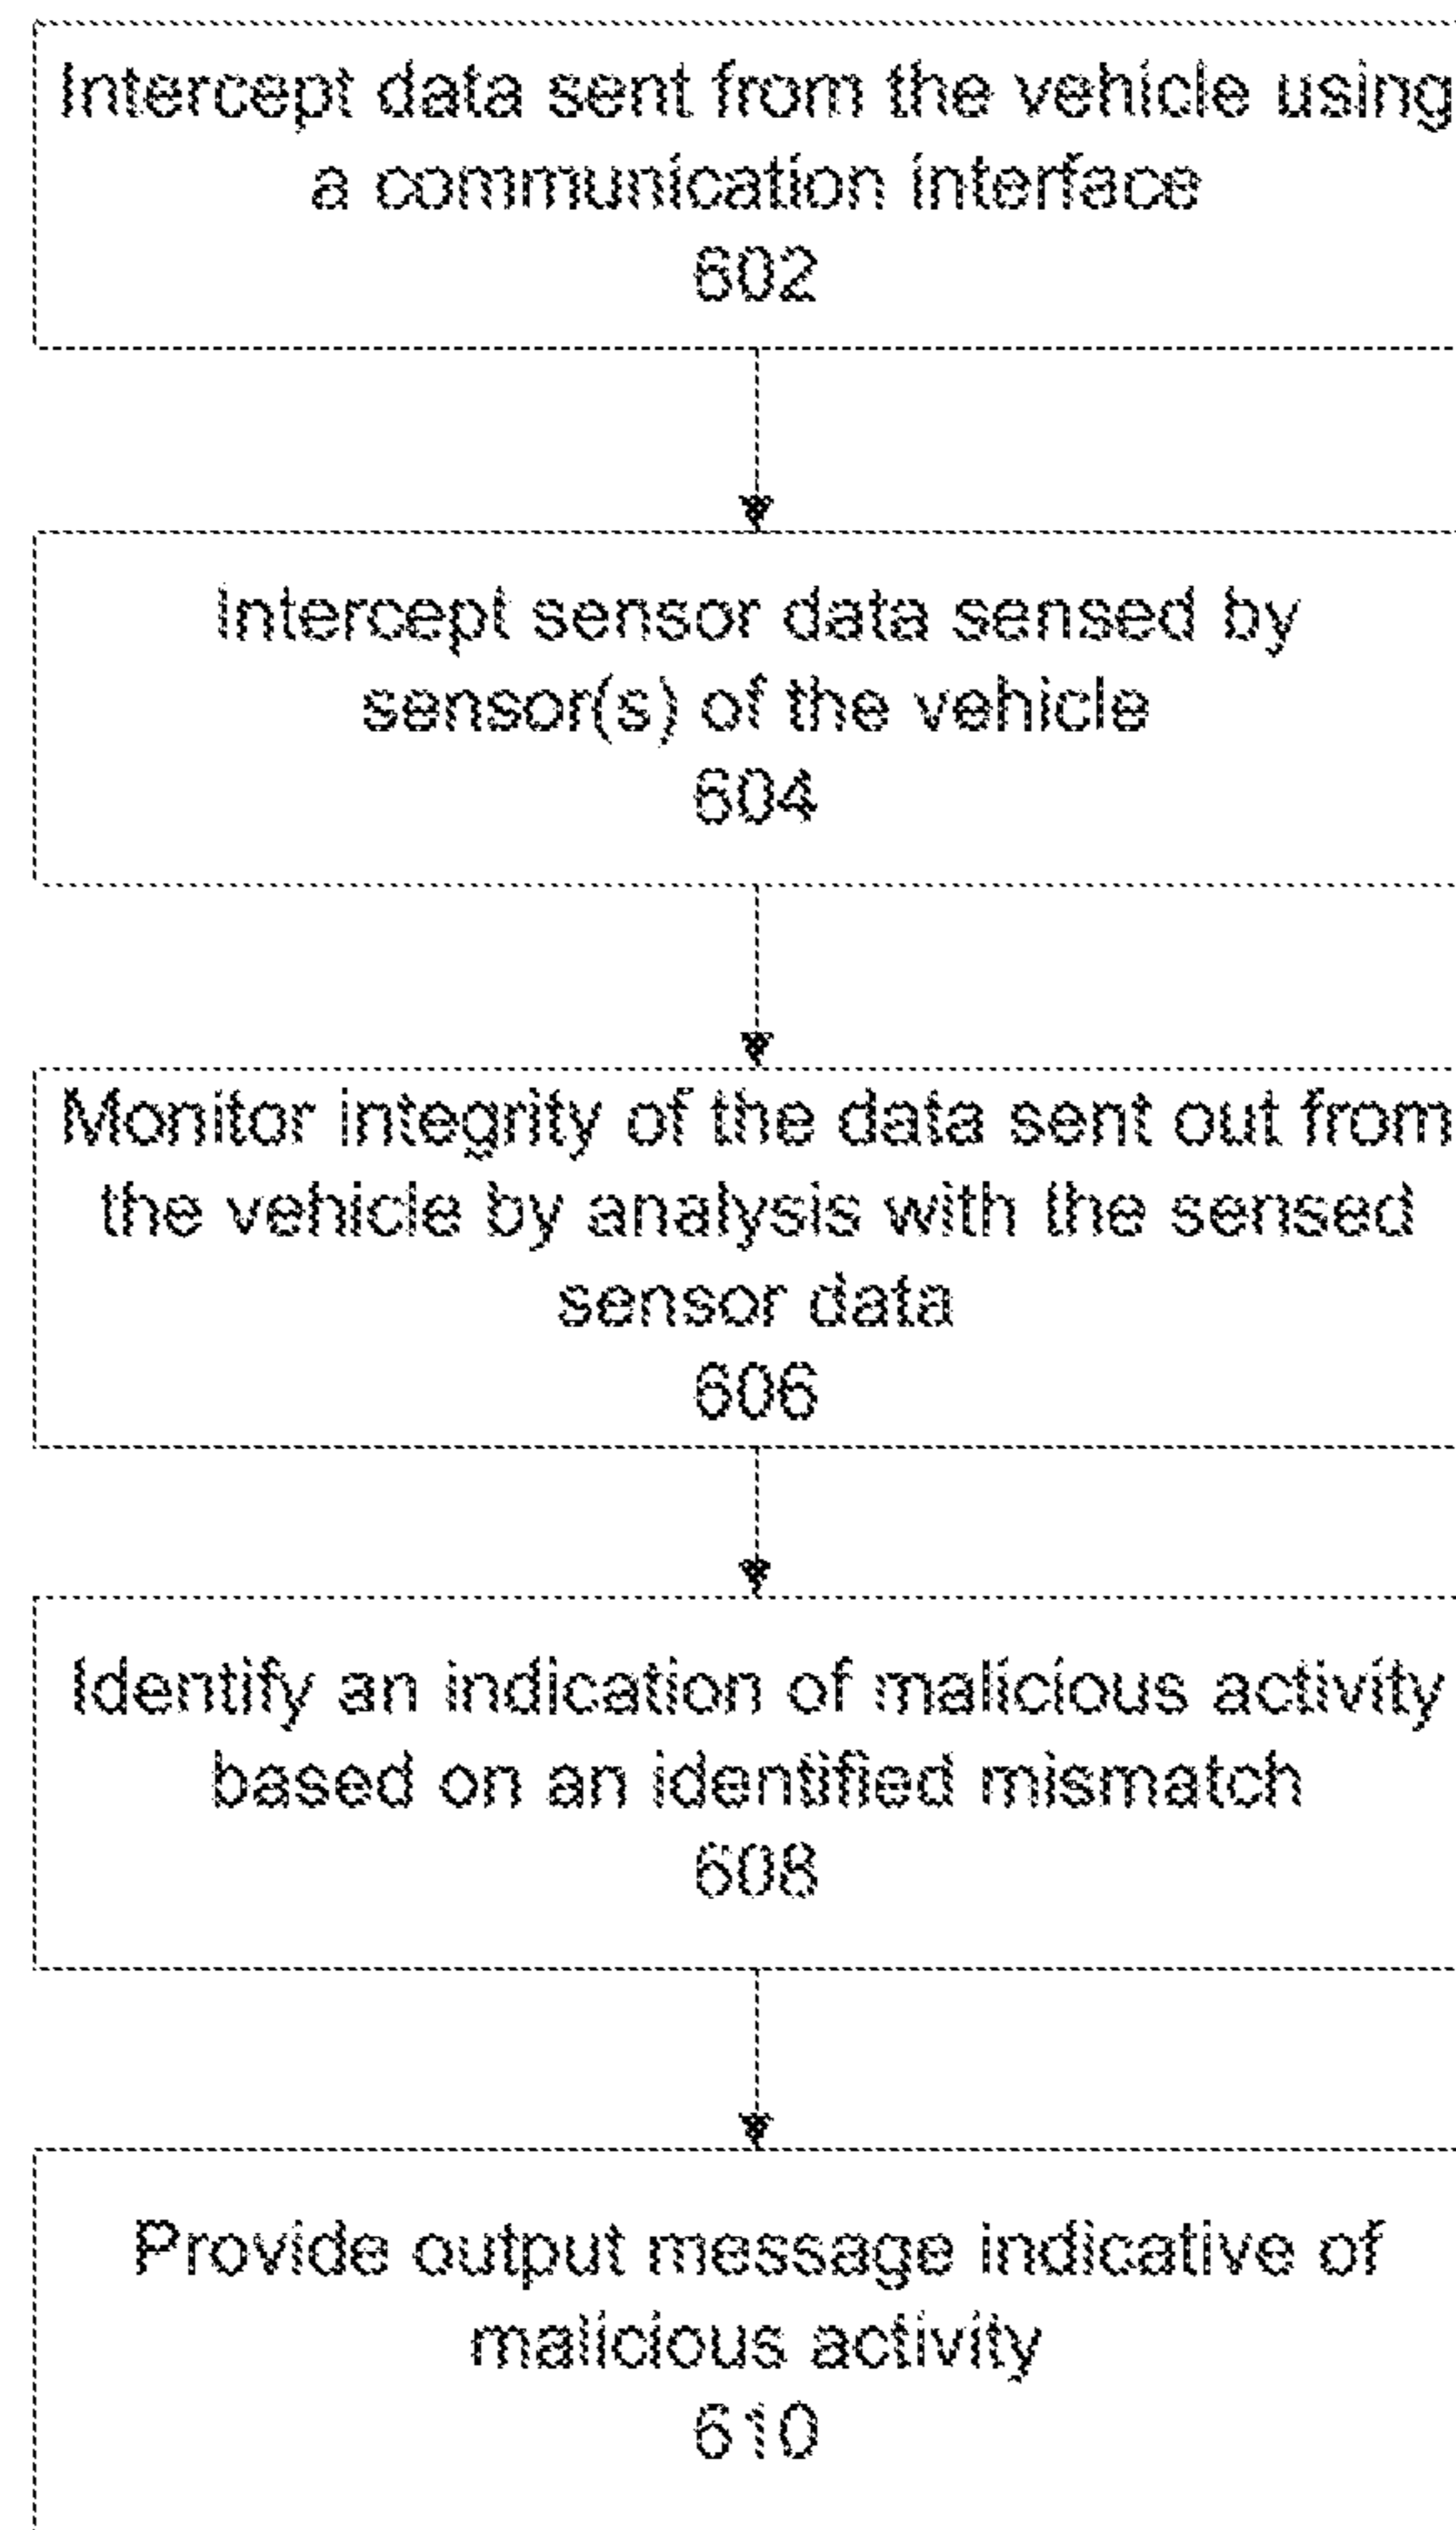 Intercept data sent from the vehicle using
a communication interface
602
Intercept sensor data sensed by
sensor(s) of the vehicle
604
Monitor integrity of the data sent out from
the vehicle by analysis with the sensed
sensor data
606
Identify an indication of malicious activity
based on an identified mismatch
608
Provide output message indicative of
malicious activity
610